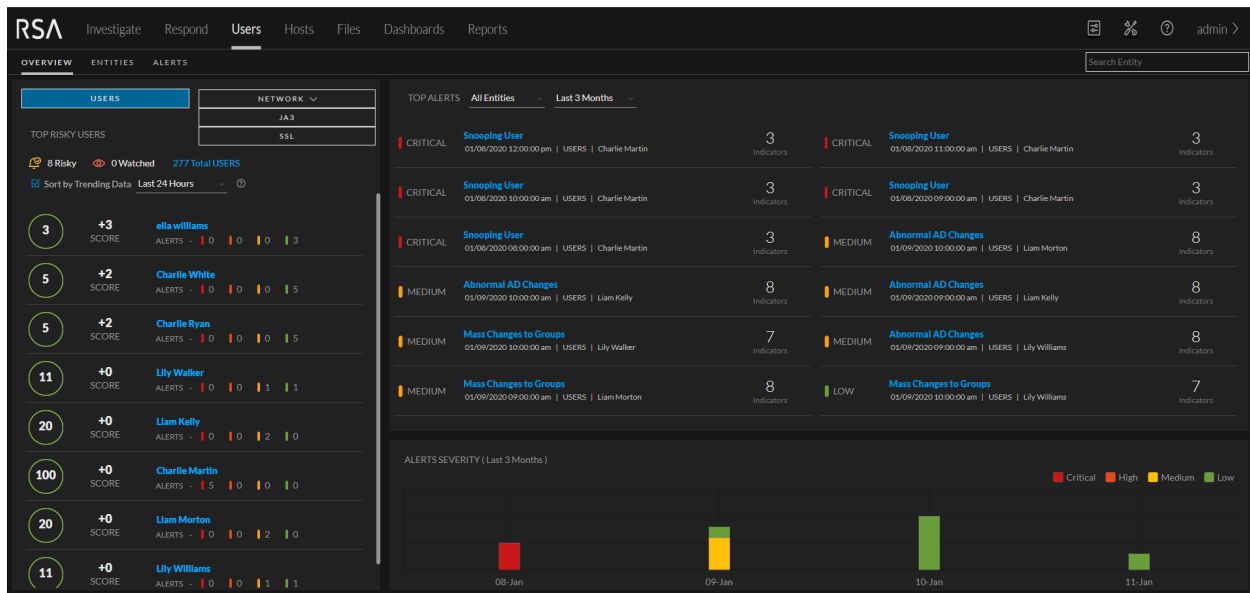 RSA Investigate Respond Users Hosts Files Dashboards Reports admin >
OVERVIEW ENTITIES ALERTS Search Entity
USERS NETWORK
JA3
SSL
TOP RISKY USERS
8 Risky 0 Watched 277 Total USERS
Sort by Trending Data Last 24 Hours
3 +3 SCORE ella williams
ALERTS - 0 0 0 3
5 +2 SCORE Charlie White
ALERTS - 0 0 0 5
5 +2 SCORE Charlie Ryan
ALERTS - 0 0 0 5
11 +0 SCORE Lily Walker
ALERTS - 0 0 1 1
20 +0 SCORE Liam Kelly
ALERTS - 0 0 2 0
100 +0 SCORE Charlie Martin
ALERTS - 5 0 0 0
20 +0 SCORE Liam Morton
ALERTS - 0 0 2 0
11 +0 SCORE Lily Williams
ALERTS - 0 0 1 1
TOP ALERTS All Entities Last 3 Months
CRITICAL Snooping User 3 Indicators
01/08/2020 12:00:00 pm | USERS | Charlie Martin
CRITICAL Snooping User 3 Indicators
01/08/2020 11:00:00 am | USERS | Charlie Martin
CRITICAL Snooping User 3 Indicators
01/08/2020 10:00:00 am | USERS | Charlie Martin
CRITICAL Snooping User 3 Indicators
01/08/2020 09:00:00 am | USERS | Charlie Martin
CRITICAL Snooping User 3 Indicators
01/08/2020 08:00:00 am | USERS | Charlie Martin
MEDIUM Abnormal AD Changes 8 Indicators
01/09/2020 10:00:00 am | USERS | Liam Morton
MEDIUM Abnormal AD Changes 8 Indicators
01/09/2020 10:00:00 am | USERS | Liam Kelly
MEDIUM Abnormal AD Changes 8 Indicators
01/09/2020 09:00:00 am | USERS | Liam Kelly
MEDIUM Mass Changes to Groups 7 Indicators
01/09/2020 10:00:00 am | USERS | Lily Walker
MEDIUM Abnormal AD Changes 8 Indicators
01/09/2020 09:00:00 am | USERS | Lily Williams
MEDIUM Mass Changes to Groups 8 Indicators
01/09/2020 09:00:00 am | USERS | Liam Morton
LOW Mass Changes to Groups 7 Indicators
01/09/2020 10:00:00 am | USERS | Lily Williams
ALERTS SEVERITY ( Last 3 Months )
Critical High Medium Low
08-Jan 09-Jan 10-Jan 11-Jan